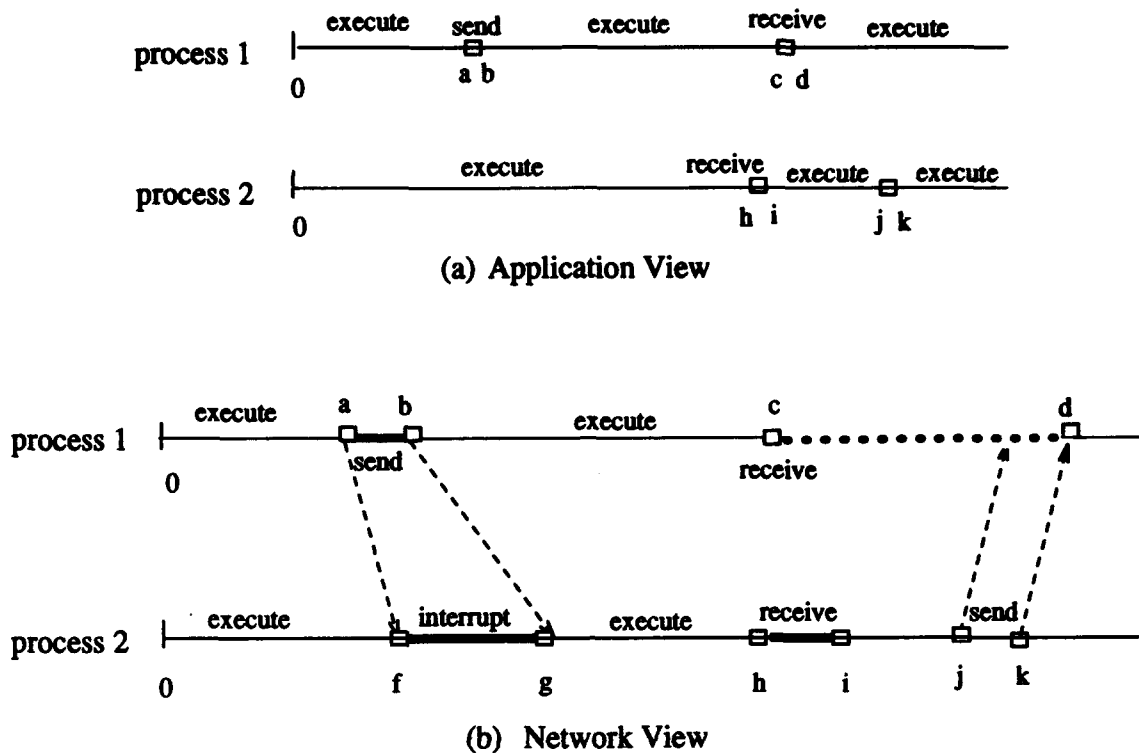 execute send execute receive execute
process 1
a b c d
0
execute receive execute execute
process 2
h i j k
0
(a) Application View
execute a b execute c d
process 1
send receive
0
execute interrupt execute receive send
process 2
0 f g h i j k
(b) Network View